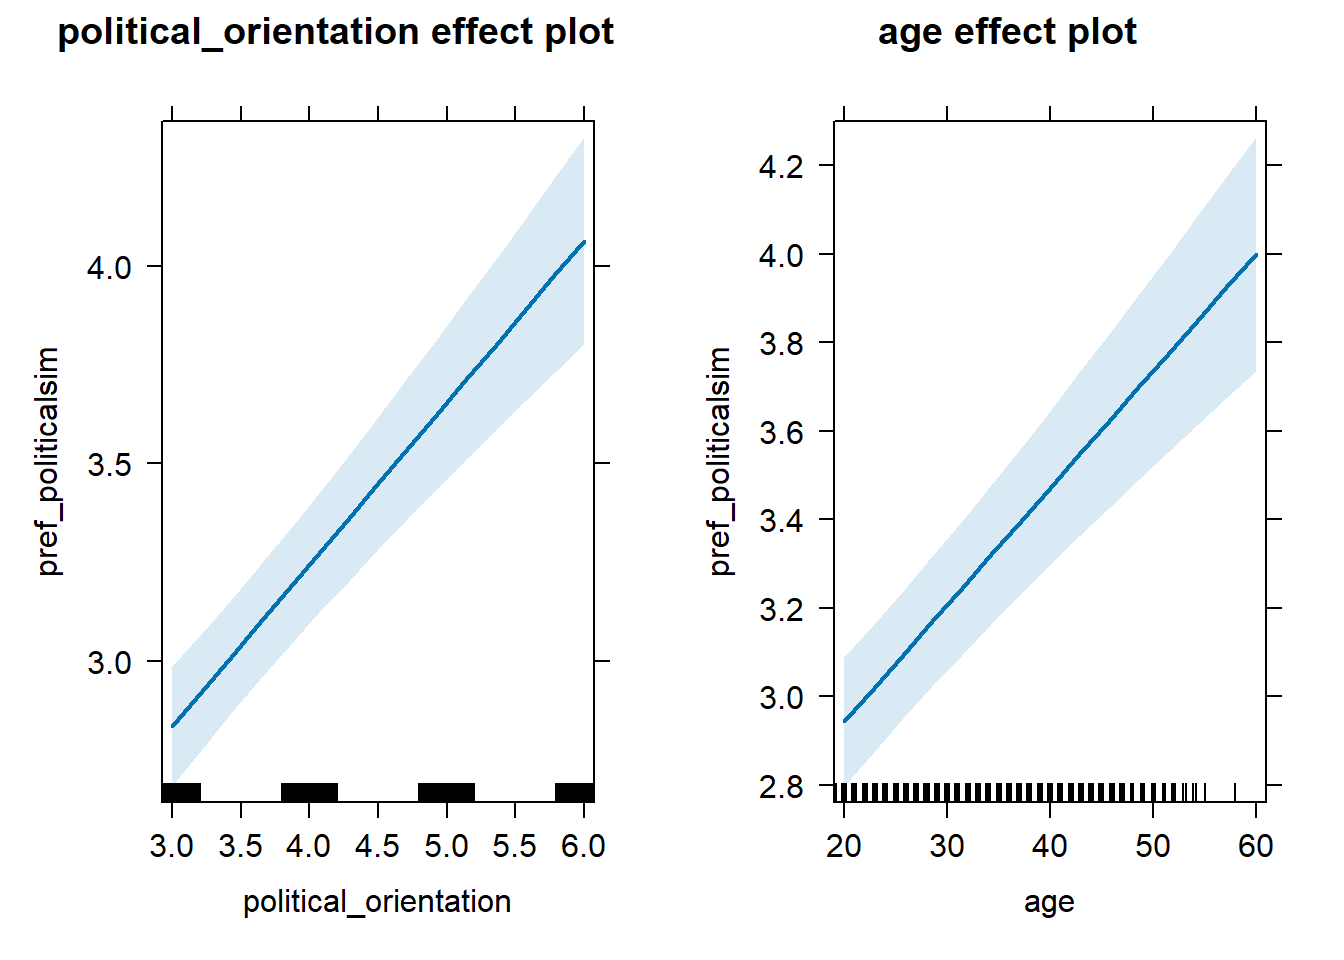 political_orientation effect plot
pref_politicalsim
4.0
3.5
3.0
3.0 3.5 4.0 4.5 5.0 5.5 6.0
political_orientation
age effect plot
pref_politicalsim
4.2
4.0
3.8
3.6
3.4
3.2
3.0
2.8
20 30 40 50 60
age